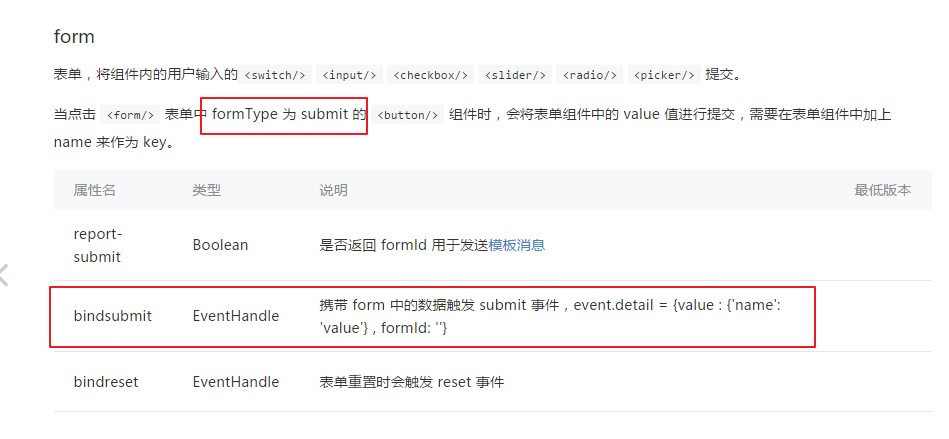 form
表单，将组件内的用户输入的 <switch/> <input/> <checkbox/> <slider/> <radio/> <picker/> 提交。
当点击 <form/> 表单中 formType 为 submit 的 <button/> 组件时，会将表单组件中的 value 值进行提交，需要在表单组件中加上
name 来作为 key。
属性名 类型 说明 最低版本
report-
submit Boolean 是否返回 formId 用于发送模板消息
bindsubmit EventHandle 携带 form 中的数据触发 submit 事件，event.detail = {value : {'name':
'value'} , formId: ''}
bindreset EventHandle 表单重置时会触发 reset 事件